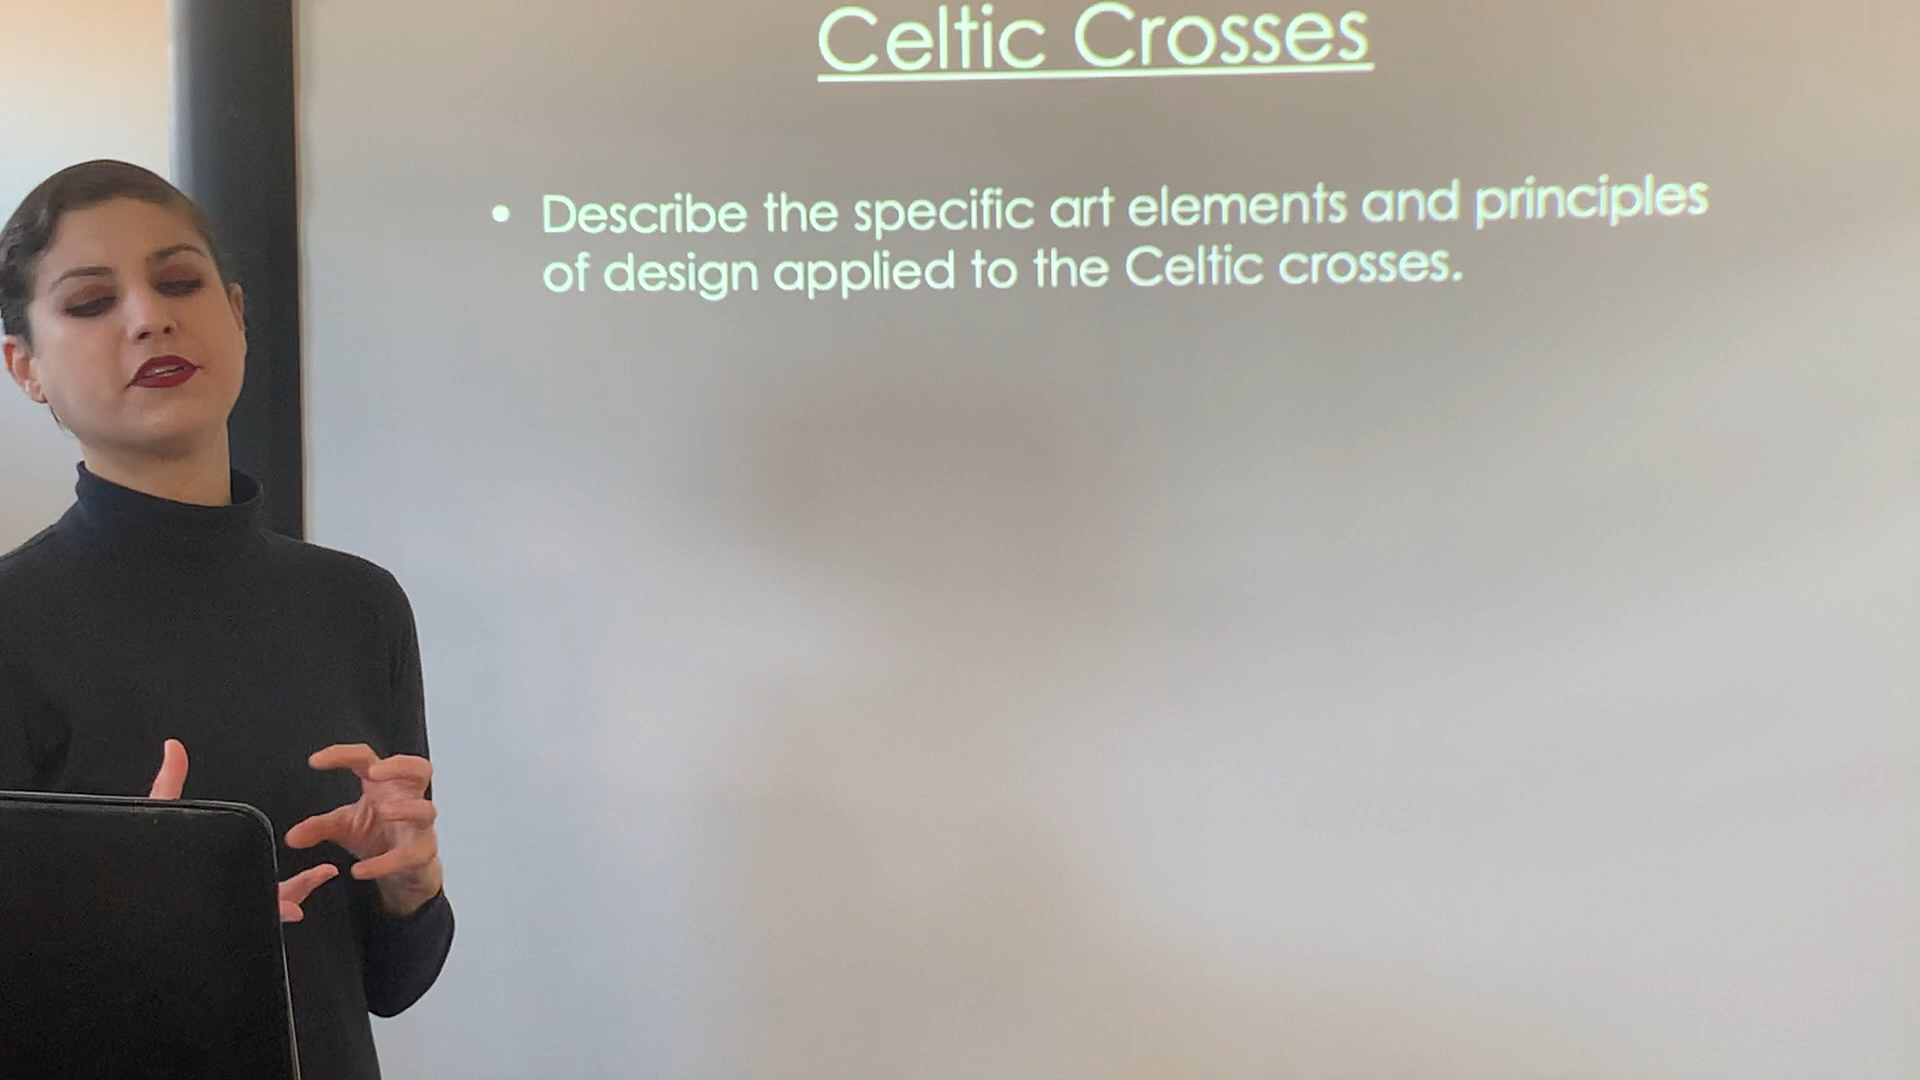 Celtic Crosses
• Describe the specific art elements and principles
of design applied to the Celtic crosses.